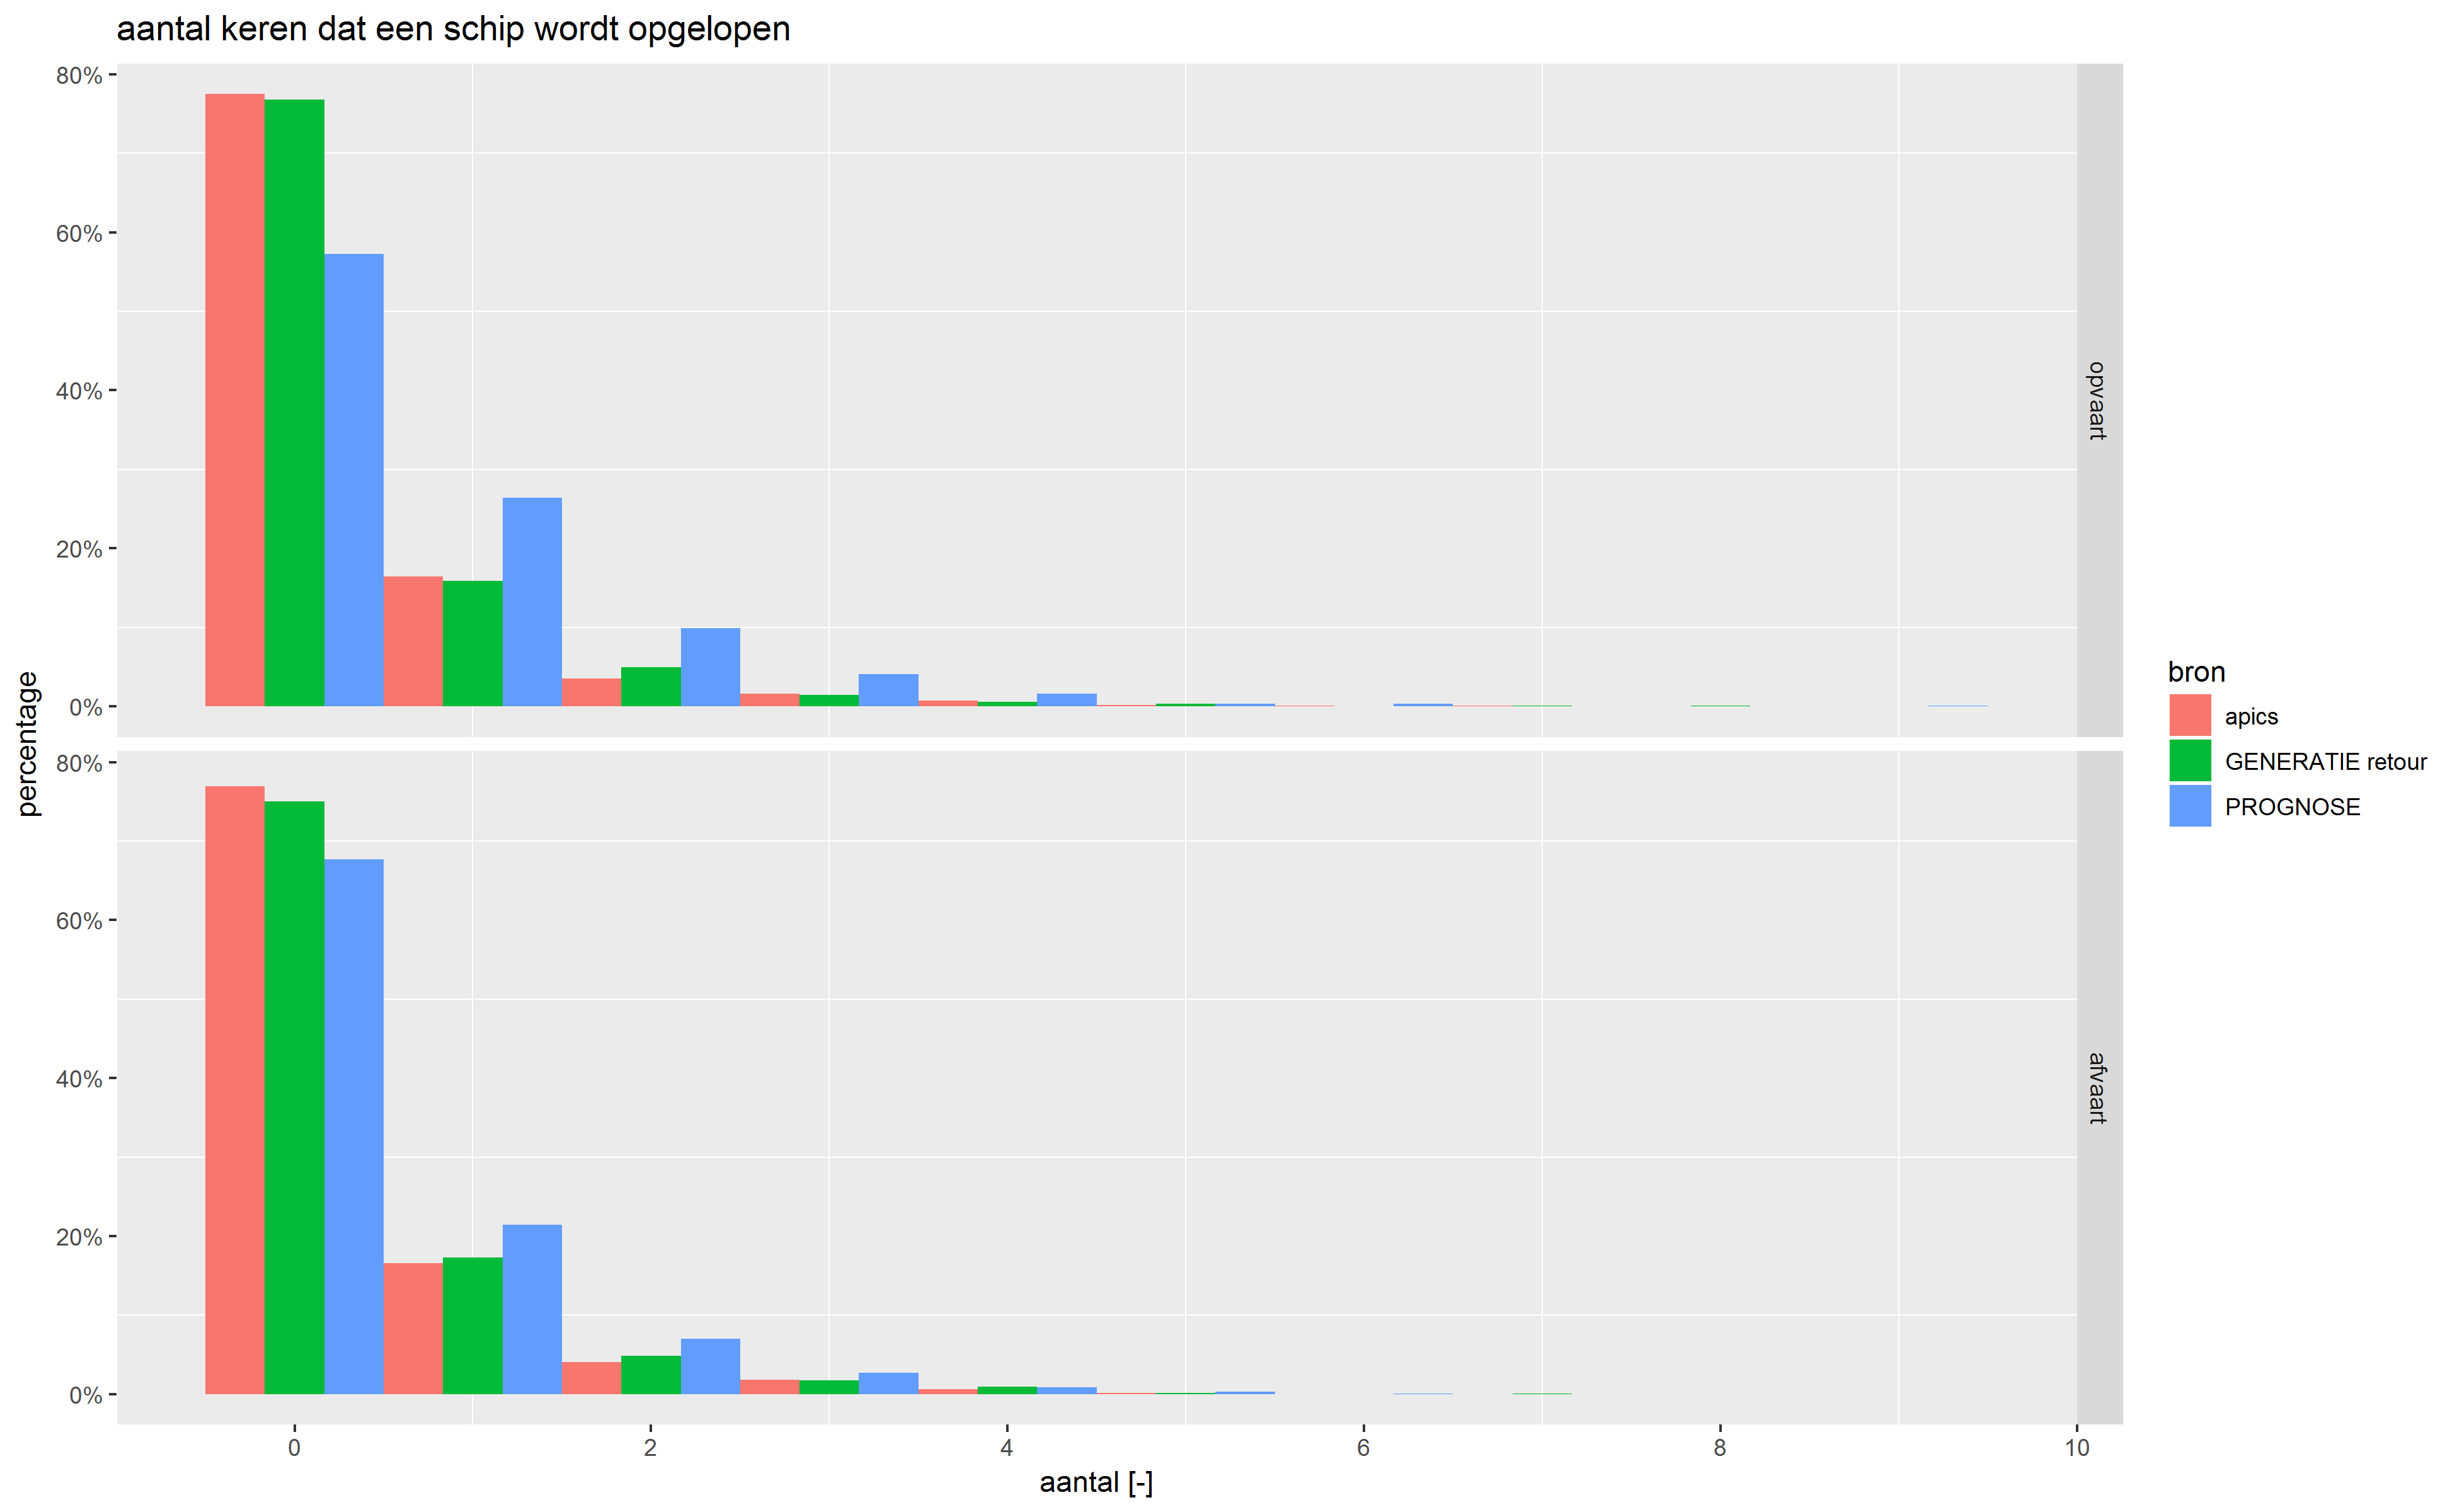 aantal keren dat een schip wordt opgelopen
80%
60%
40%
20%
0%
opvaart
80%
60%
40%
20%
0%
afvaart
percentage
0
2
4
6
8
10
aantal [-]
bron
apics
GENERATIE retour
PROGNOSE